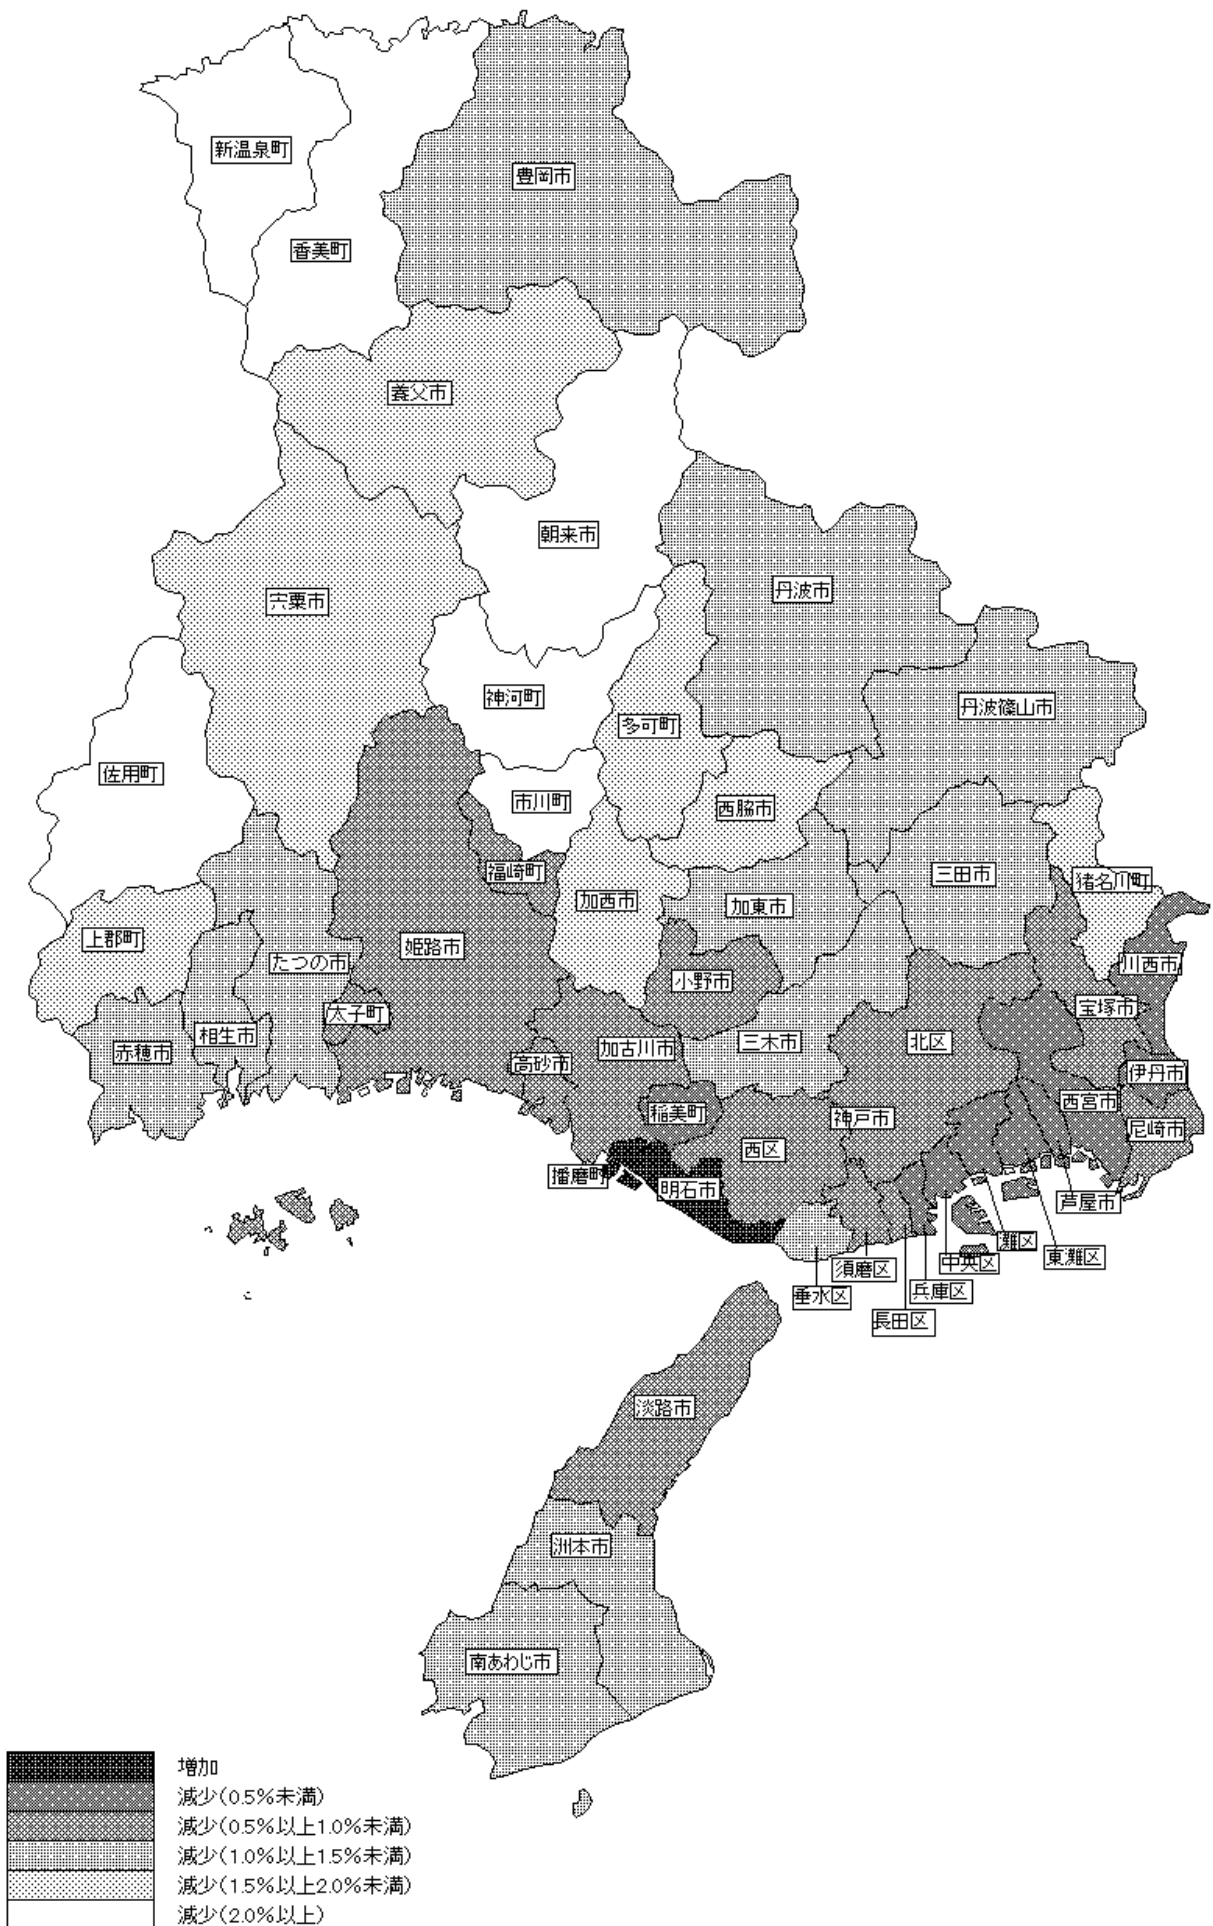 新温泉町
豊岡市
香美町
養父市
朝来市
丹波市
宍粟市
神河町
多可町
丹波篠山市
佐用町
市川町
西脇市
福崎町
加西市
加東市
三田市
猪名川町
上郡町
たつの市
姫路市
小野市
川西市
太子町
宝塚市
赤穂市
相生市
高砂市
加古川市
三木市
北区
伊丹市
稲美町
神戸市
西宮市
尼崎市
西区
播磨町
明石市
芦屋市
灘区
東灘区
中央区
須磨区
兵庫区
垂水区
長田区
淡路市
洲本市
南あわじ市
増加
減少(0.5%未満)
減少(0.5%以上1.0%未満)
減少(1.0%以上1.5%未満)
減少(1.5%以上2.0%未満)
減少(2.0%以上)